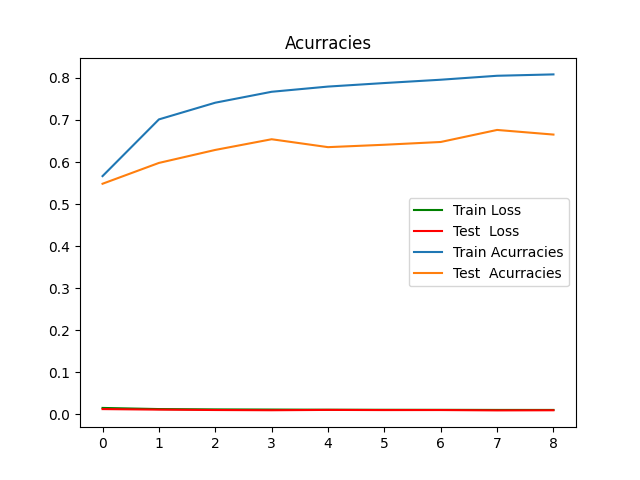 Acurracies
0.8
0.7
0.6
0.5
0.4
0.3
0.2
0.1
0.0
Train Loss
Test  Loss
Train Acurracies
Test  Acurracies
0 1 2 3 4 5 6 7 8